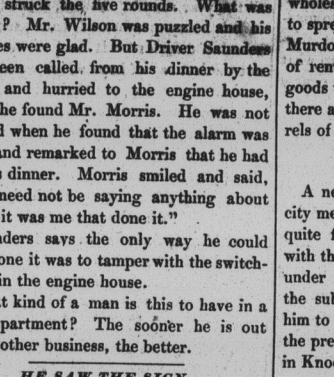 struck the five rounds. What was
? Mr. Wilson was puzzled and his
es were glad. But Driver Saunders
een called from his dinner by the
and hurried to the engine house,
he found Mr. Morris. He was not
d when he found that the alarm was
and remarked to Morris that he had
s dinner. Morris smiled and said,
need not be saying anything about
it was me that done it."
nders says the only way he could
one it was to tamper with the switch-
in the engine house.
t kind of a man is this to have in a
partment? The sooner he is out
other business, the better.
HE SAW THE SIGN
wholes
to spre
Murdo
of rem
goods
there a
rels of
A ne
city me
quite f
with th
under
the sul
him to
the pre
in Kno